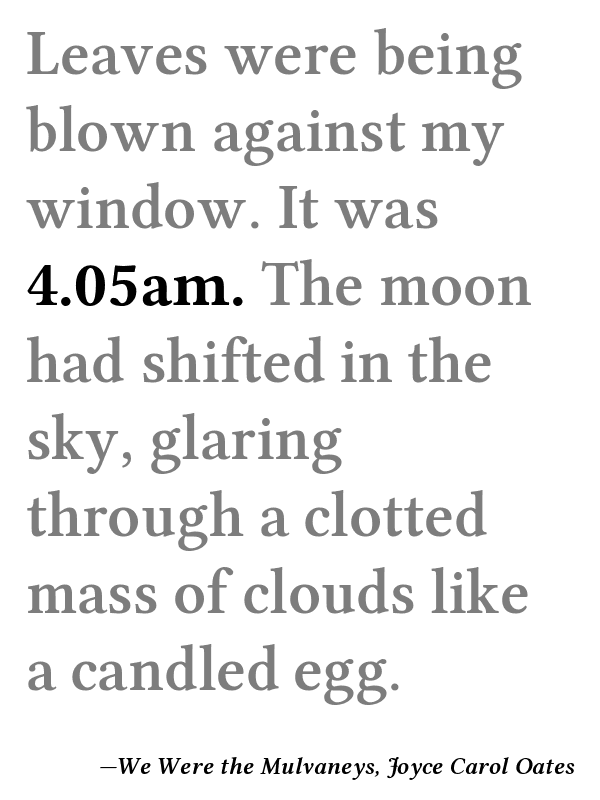 Leaves were being
blown against my
window. It was
4.05am. The moon
had shifted in the
sky, glaring
through a clotted
mass of clouds like
a candled egg.
—We Were the Mulvaneys, Joyce Carol Oates